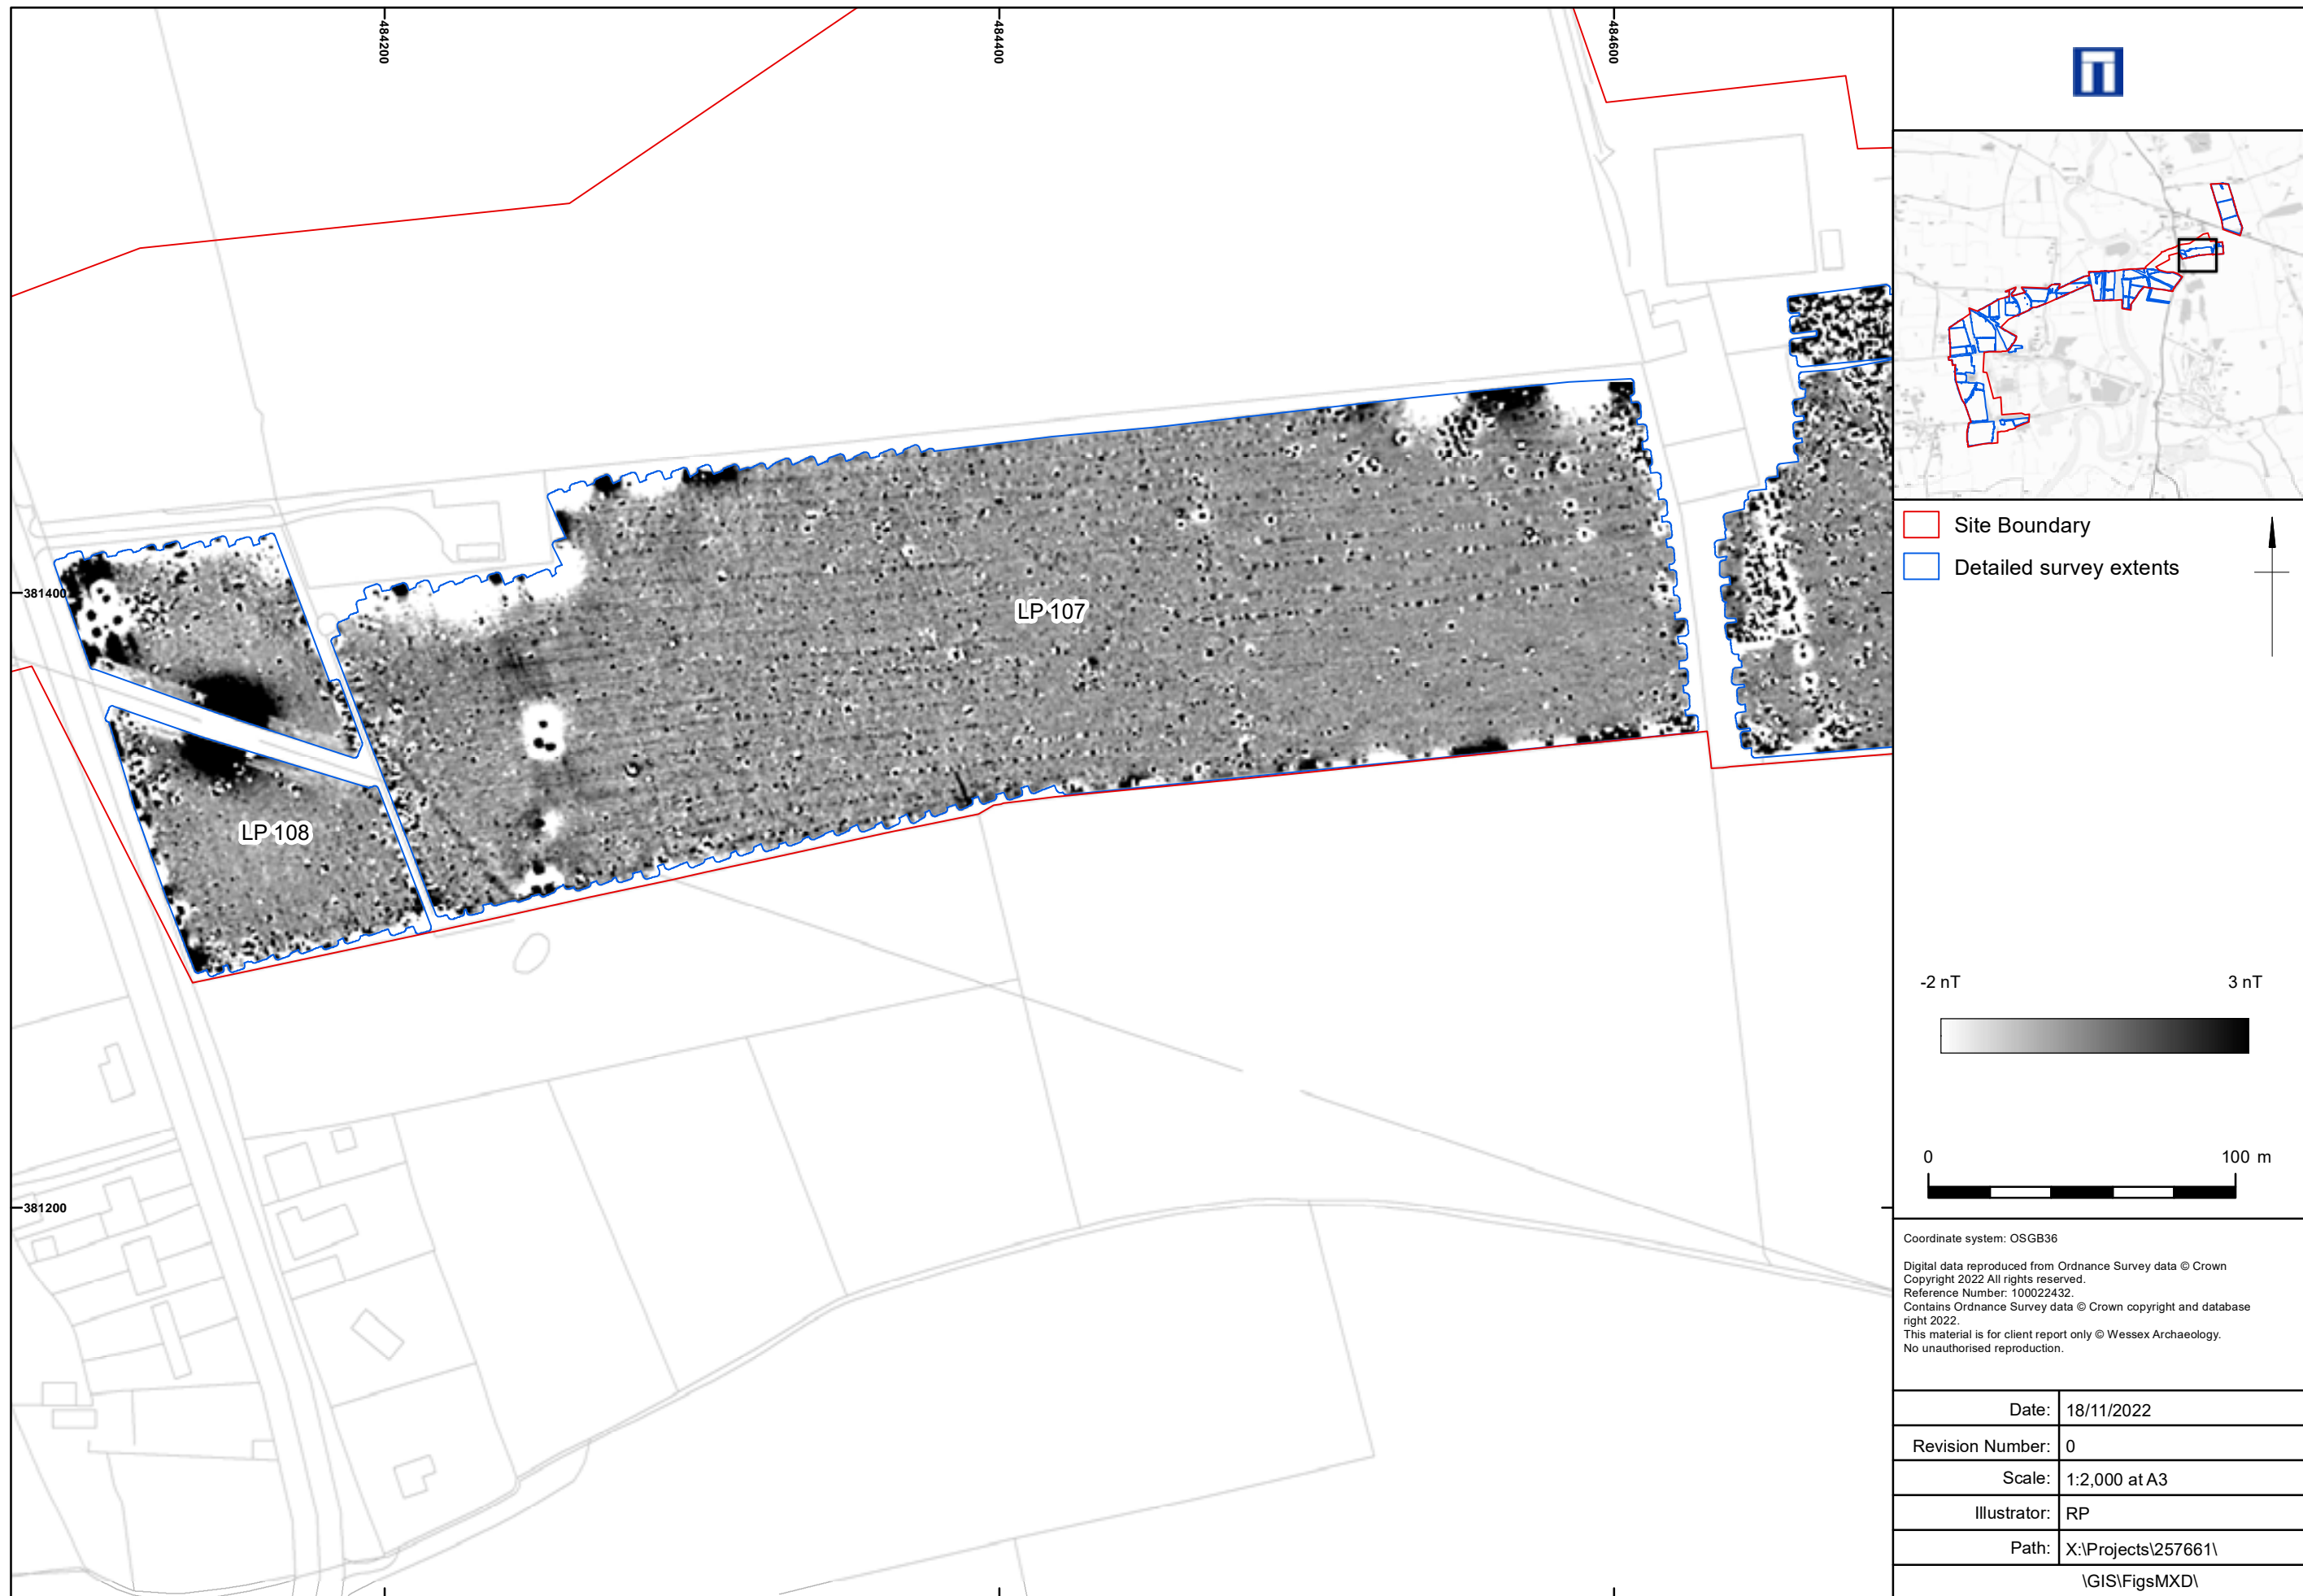 484200
484400
484600
381400
381200
LP 107
LP 108
Site Boundary
Detailed survey extents
-2 nT 3 nT
0 100 m
Coordinate system: OSGB36
Digital data reproduced from Ordnance Survey data © Crown
Copyright 2022 All rights reserved.
Reference Number: 100022432.
Contains Ordnance Survey data © Crown copyright and database
right 2022.
This material is for client report only © Wessex Archaeology.
No unauthorised reproduction.
Date: 18/11/2022
Revision Number: 0
Scale: 1:2,000 at A3
Illustrator: RP
Path: X:\Projects\257661\
\GIS\FigsMXD\